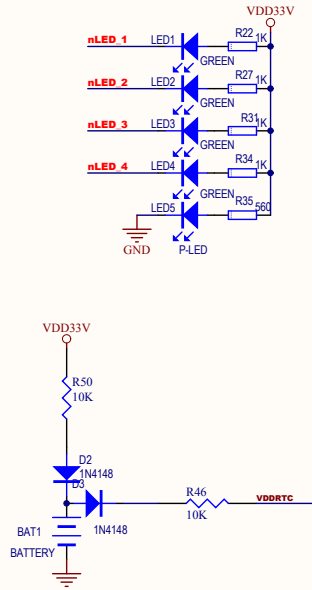 VDD33V
nLED_1 LED1 R22 1K
GREEN
nLED_2 LED2 R27 1K
GREEN
nLED_3 LED3 R31 1K
GREEN
nLED_4 LED4 R34 1K
GREEN
LED5 R35 560
GND P-LED
VDD33V
R50
10K
D2
1N4148
D3
R46 VDDRTC
10K
BAT1 1N4148
BATTERY